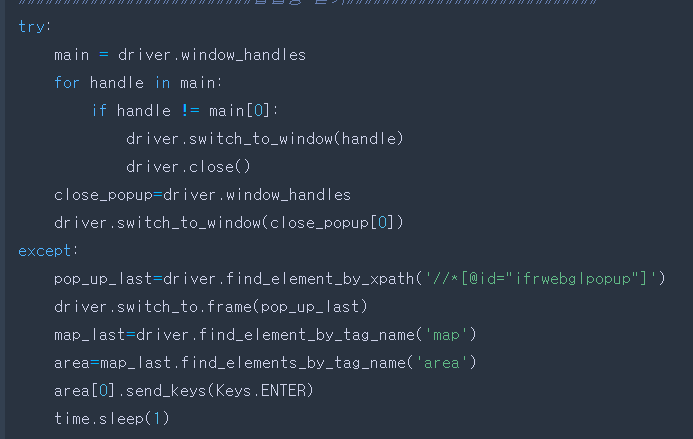 try:
    main = driver.window_handles
    for handle in main:
        if handle != main[0]:
            driver.switch_to_window(handle)
            driver.close()
    close_popup=driver.window_handles
    driver.switch_to_window(close_popup[0])
except:
    pop_up_last=driver.find_element_by_xpath('//*[@id="ifrwebglpopup"]')
    driver.switch_to.frame(pop_up_last)
    map_last=driver.find_element_by_tag_name('map')
    area=map_last.find_elements_by_tag_name('area')
    area[0].send_keys(Keys.ENTER)
    time.sleep(1)